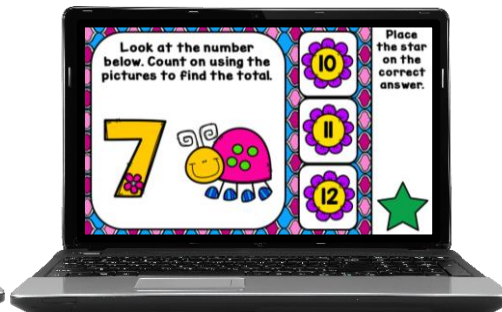 Look at the number
below. Count on using the
pictures to find the total.
7
10
11
12
Place
the star
on the
correct
answer.